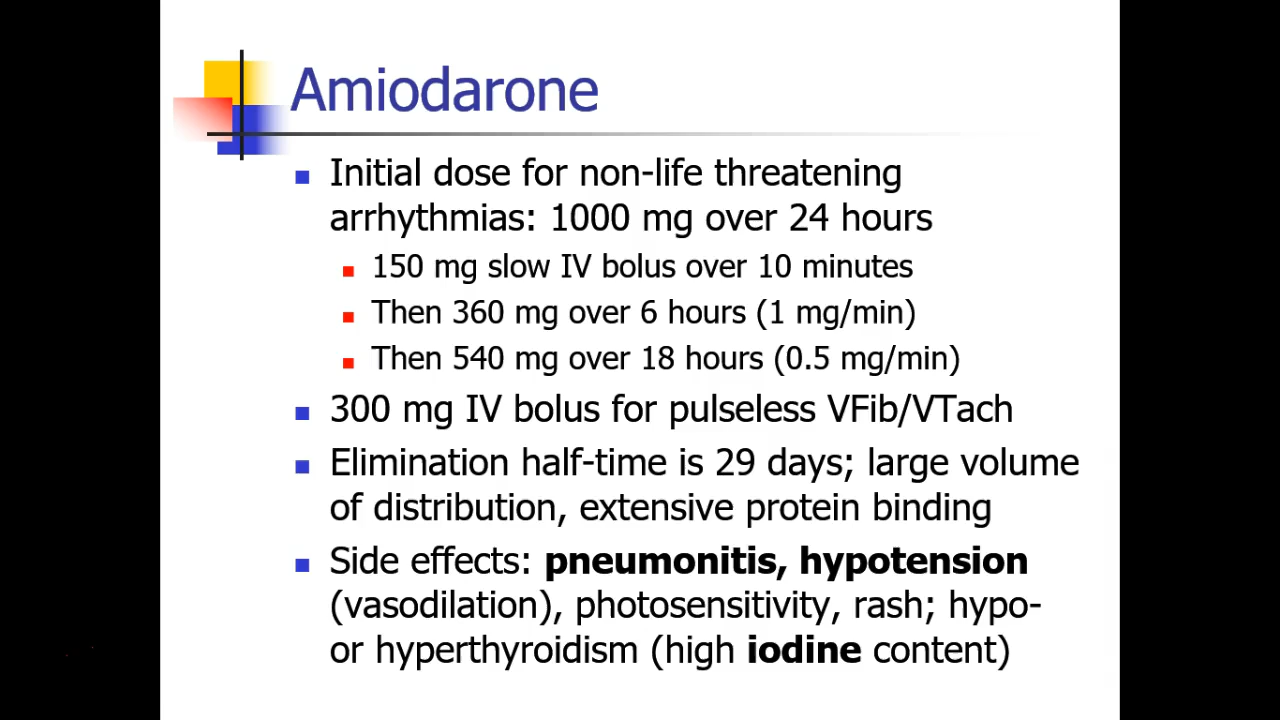 Amiodarone
Initial dose for non-life threatening
arrhythmias: 1000 mg over 24 hours
150 mg slow IV bolus over 10 minutes
Then 360 mg over 6 hours (1 mg/min)
Then 540 mg over 18 hours (0.5 mg/min)
300 mg IV bolus for pulseless VFib/VTach
Elimination half-time is 29 days; large volume
of distribution, extensive protein binding
Side effects: pneumonitis, hypotension
(vasodilation), photosensitivity, rash; hypo-
or hyperthyroidism (high iodine content)